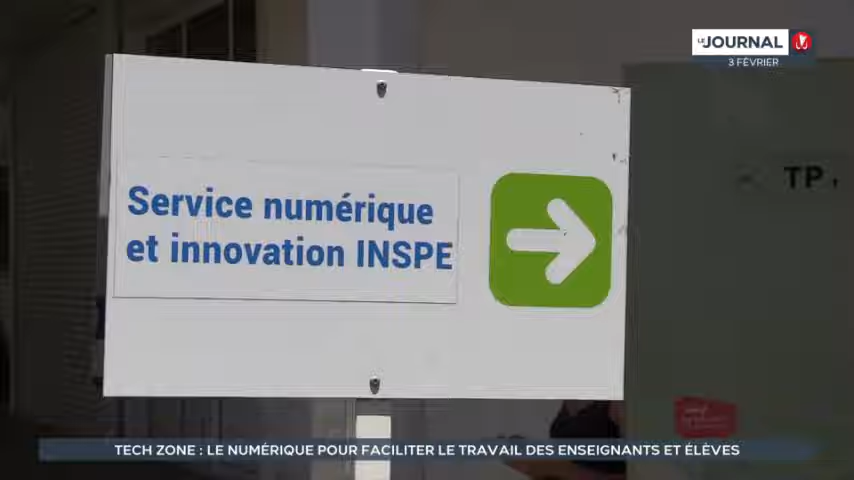 LE JOURNAL
3 FÉVRIER
TP
Service numérique
et innovation INSPE
TECH ZONE : LE NUMÉRIQUE POUR FACILITER LE TRAVAIL DES ENSEIGNANTS ET ÉLÈVES